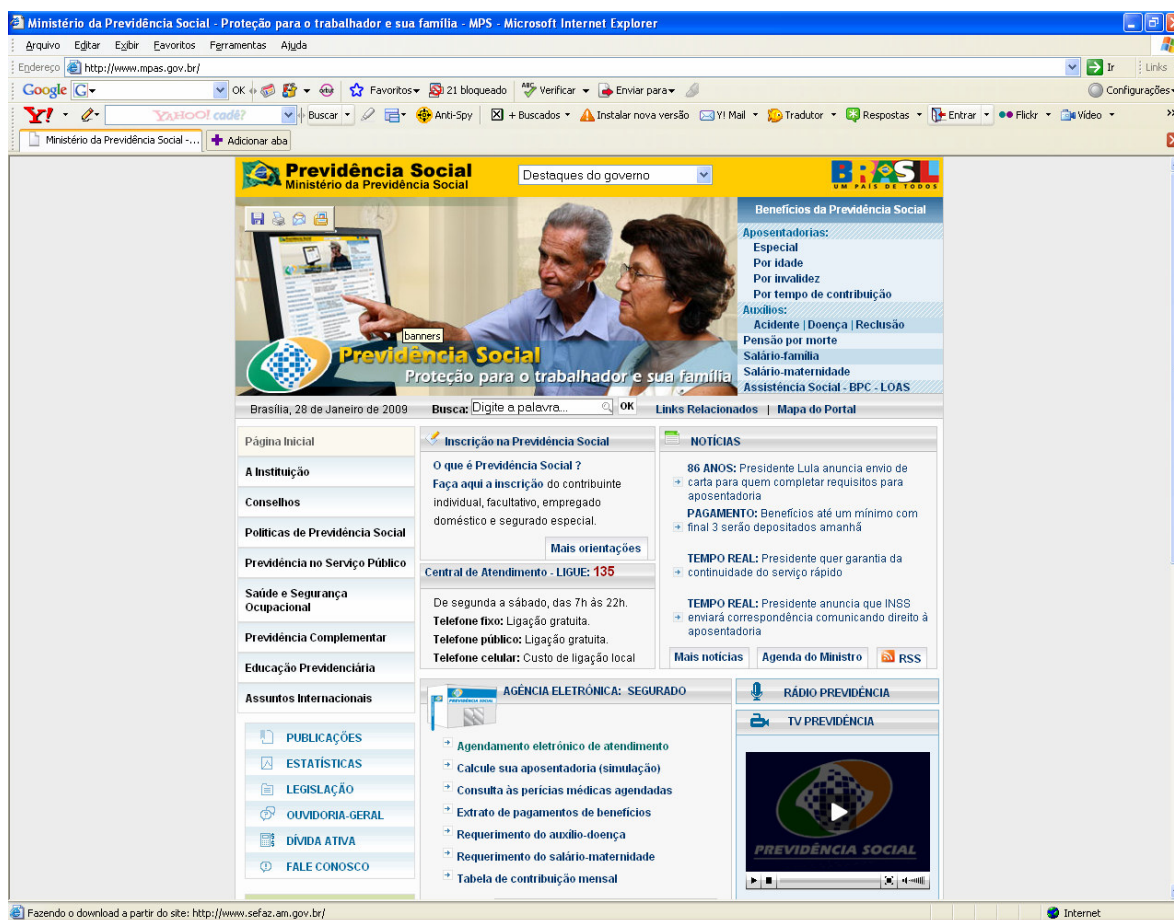 Ministério da Previdência Social - Proteção para o trabalhador e sua família - MPS - Microsoft Internet Explorer
Arquivo Editar Exibir Favoritos Ferramentas Ajuda
Endereço http://www.mpas.gov.br/ Ir Links
Google G OK Favoritos 21 bloqueado Verificar Enviar para Configurações
Y! YAHOO! cadê? Buscar Anti-Spy + Buscados Instalar nova versão Y! Mail Tradutor Respostas Entrar Flickr Vídeo
Ministério da Previdência Social -... Adicionar aba
Previdência Social
Ministério da Previdência Social
Destaques do governo
BRASIL
UM PAÍS DE TODOS
banners
Previdência Social
Proteção para o trabalhador e sua família
Benefícios da Previdência Social
Aposentadorias:
Especial
Por idade
Por invalidez
Por tempo de contribuição
Auxílios:
Acidente | Doença | Reclusão
Pensão por morte
Salário-família
Salário-maternidade
Assistência Social - BPC - LOAS
Brasília, 28 de Janeiro de 2009 Busca: Digite a palavra... OK Links Relacionados | Mapa do Portal
Página Inicial
A Instituição
Conselhos
Políticas de Previdência Social
Previdência no Serviço Público
Saúde e Segurança
Ocupacional
Previdência Complementar
Educação Previdenciária
Assuntos Internacionais
PUBLICAÇÕES
ESTATÍSTICAS
LEGISLAÇÃO
OUVIDORIA-GERAL
DÍVIDA ATIVA
FALE CONOSCO
Inscrição na Previdência Social
O que é Previdência Social ?
Faça aqui a inscrição do contribuinte
individual, facultativo, empregado
doméstico e segurado especial.
Mais orientações
Central de Atendimento - LIGUE: 135
De segunda a sábado, das 7h às 22h.
Telefone fixo: Ligação gratuita.
Telefone público: Ligação gratuita.
Telefone celular: Custo de ligação local
NOTÍCIAS
86 ANOS: Presidente Lula anuncia envio de
carta para quem completar requisitos para
aposentadoria
PAGAMENTO: Benefícios até um mínimo com
final 3 serão depositados amanhã
TEMPO REAL: Presidente quer garantia da
continuidade do serviço rápido
TEMPO REAL: Presidente anuncia que INSS
enviará correspondência comunicando direito à
aposentadoria
Mais notícias Agenda do Ministro RSS
AGÊNCIA ELETRÔNICA: SEGURADO
Agendamento eletrônico de atendimento
Calcule sua aposentadoria (simulação)
Consulta às perícias médicas agendadas
Extrato de pagamentos de benefícios
Requerimento do auxílio-doença
Requerimento do salário-maternidade
Tabela de contribuição mensal
RÁDIO PREVIDÊNCIA
TV PREVIDÊNCIA
PREVIDÊNCIA SOCIAL
Fazendo o download a partir do site: http://www.sefaz.am.gov.br/ Internet